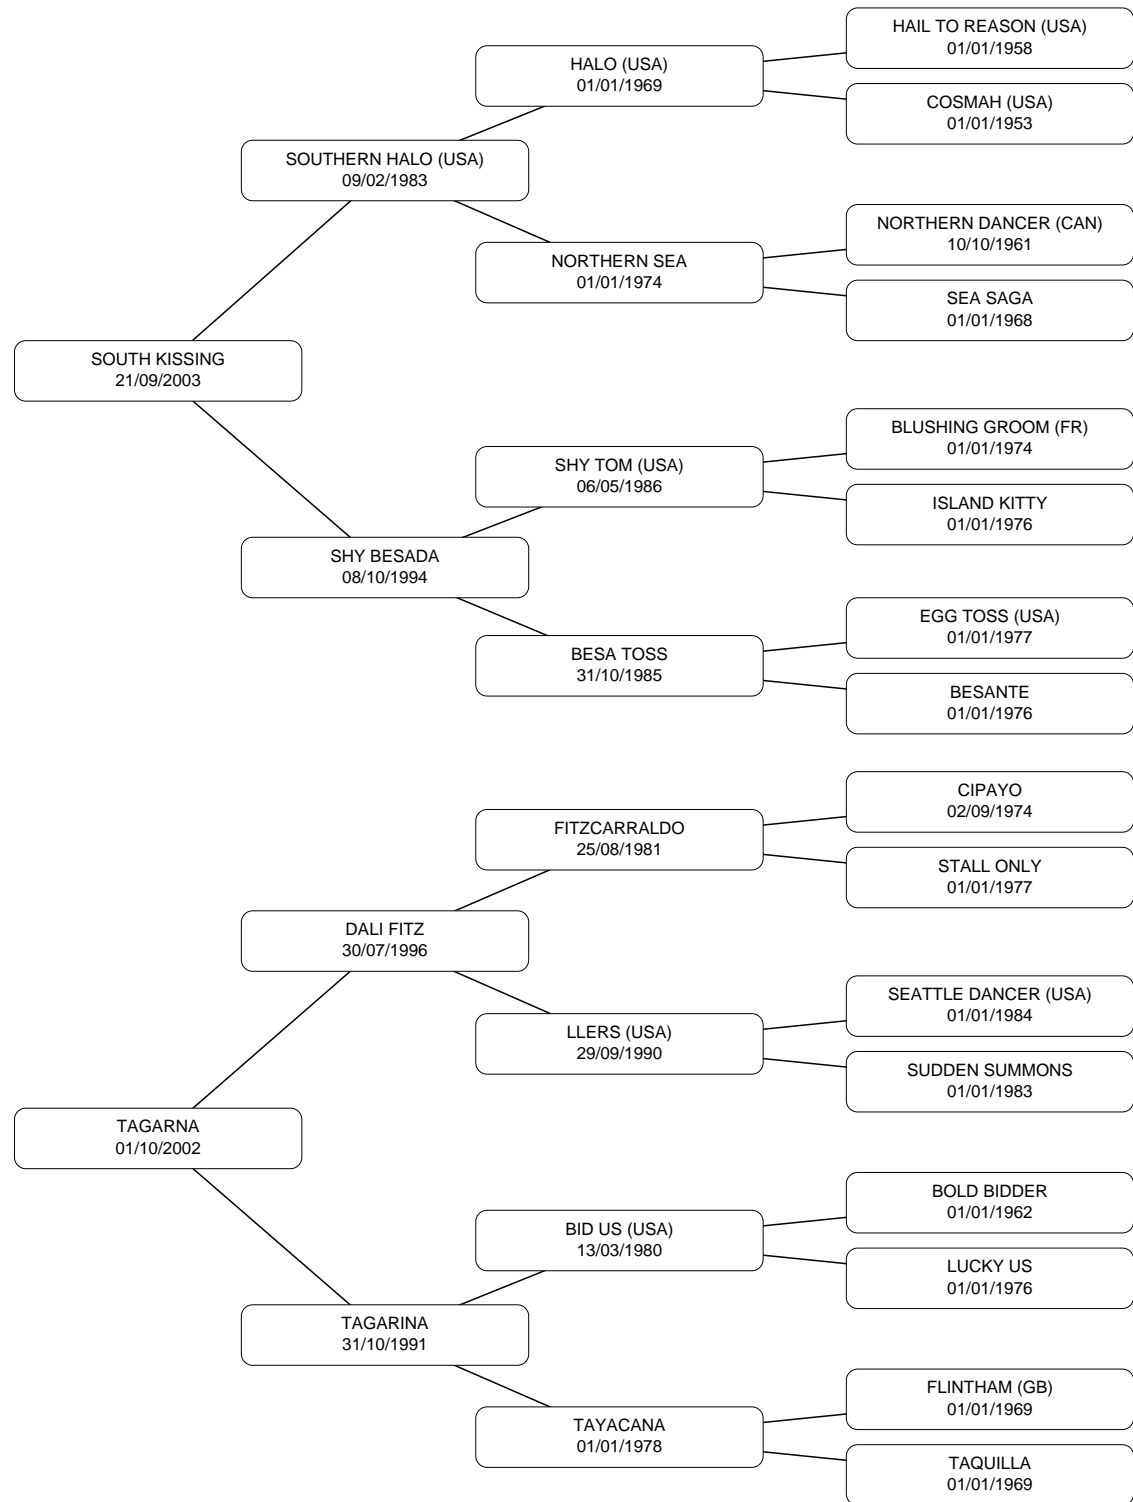 HAIL TO REASON (USA)
01/01/1958
HALO (USA)
01/01/1969
COSMAH (USA)
01/01/1953
SOUTHERN HALO (USA)
09/02/1983
NORTHERN DANCER (CAN)
10/10/1961
NORTHERN SEA
01/01/1974
SEA SAGA
01/01/1968
SOUTH KISSING
21/09/2003
BLUSHING GROOM (FR)
01/01/1974
SHY TOM (USA)
06/05/1986
ISLAND KITTY
01/01/1976
SHY BESADA
08/10/1994
EGG TOSS (USA)
01/01/1977
BESA TOSS
31/10/1985
BESANTE
01/01/1976
CIPAYO
02/09/1974
FITZCARRALDO
25/08/1981
STALL ONLY
01/01/1977
DALI FITZ
30/07/1996
SEATTLE DANCER (USA)
01/01/1984
LLERS (USA)
29/09/1990
SUDDEN SUMMONS
01/01/1983
TAGARNA
01/10/2002
BOLD BIDDER
01/01/1962
BID US (USA)
13/03/1980
LUCKY US
01/01/1976
TAGARINA
31/10/1991
FLINTHAM (GB)
01/01/1969
TAYACANA
01/01/1978
TAQUILLA
01/01/1969